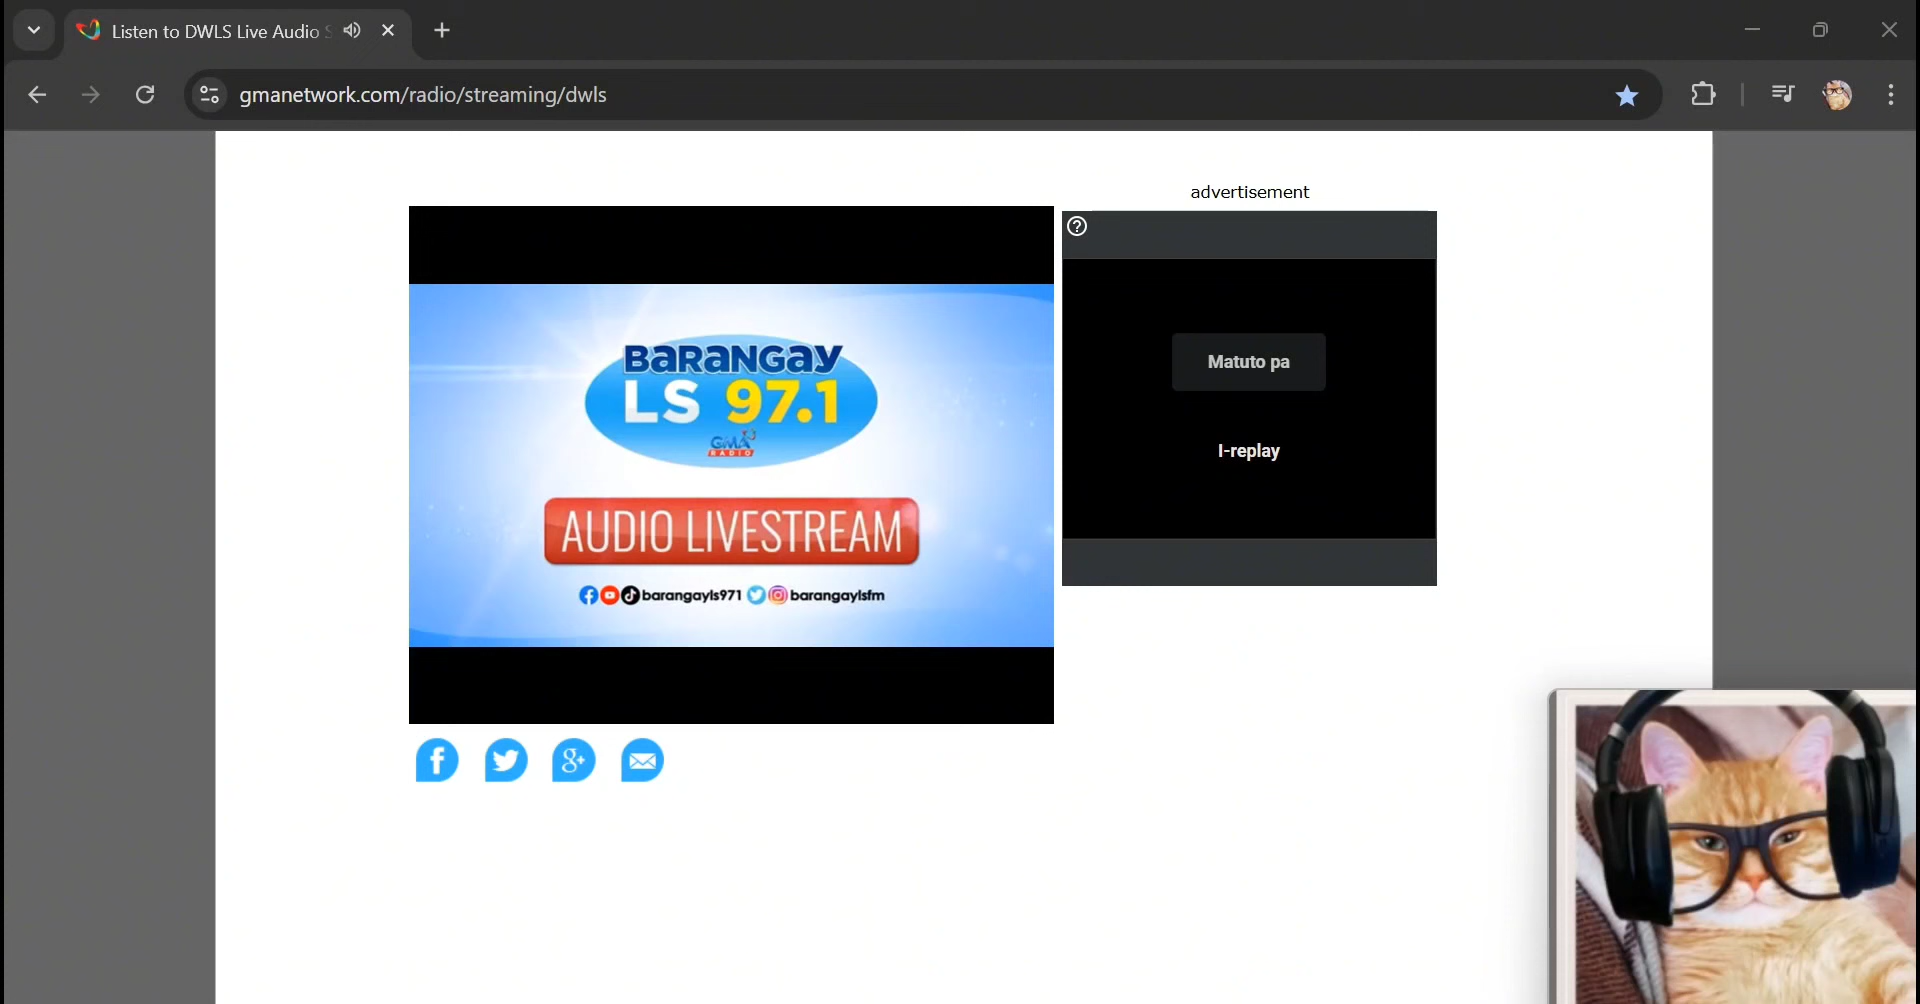 Listen to DWLS Live Audio S
gmanetwork.com/radio/streaming/dwls
advertisement
BARANGAY
LS 97.1
GMA
RADIO
AUDIO LIVESTREAM
barangayls971 barangaylsfm
Matuto pa
I-replay
f
g+